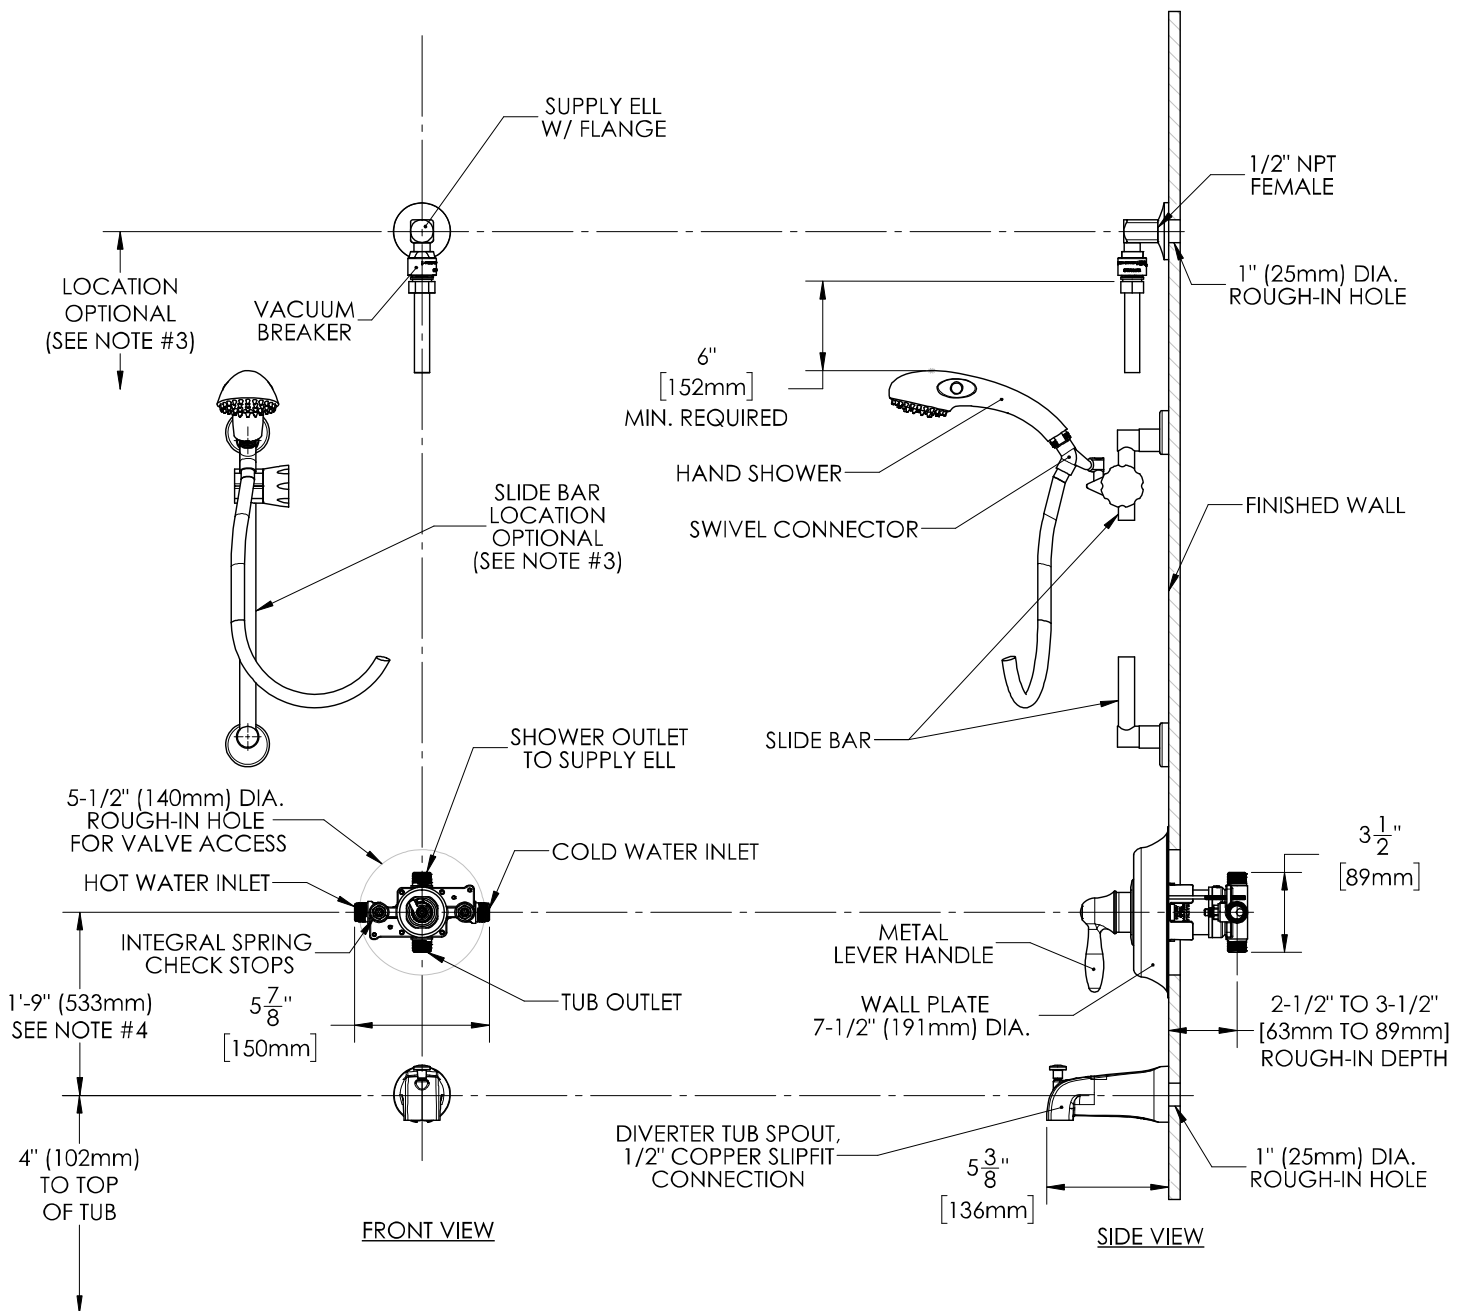 SUPPLY ELL
W/ FLANGE
1/2" NPT
FEMALE
LOCATION
OPTIONAL
(SEE NOTE #3)
VACUUM
BREAKER
1" (25mm) DIA.
ROUGH-IN HOLE
6"
[152mm]
MIN. REQUIRED
HAND SHOWER
SLIDE BAR
LOCATION
OPTIONAL
(SEE NOTE #3)
SWIVEL CONNECTOR
FINISHED WALL
SHOWER OUTLET
TO SUPPLY ELL
SLIDE BAR
5-1/2" (140mm) DIA.
ROUGH-IN HOLE
FOR VALVE ACCESS
COLD WATER INLET
HOT WATER INLET
3 1/2"
[89mm]
INTEGRAL SPRING
CHECK STOPS
METAL
LEVER HANDLE
1'-9" (533mm)
SEE NOTE #4
5 7/8"
[150mm]
TUB OUTLET
WALL PLATE
7-1/2" (191mm) DIA.
2-1/2" TO 3-1/2"
[63mm TO 89mm]
ROUGH-IN DEPTH
4" (102mm)
TO TOP
OF TUB
DIVERTER TUB SPOUT,
1/2" COPPER SLIPFIT
CONNECTION
5 3/8"
[136mm]
1" (25mm) DIA.
ROUGH-IN HOLE
FRONT VIEW
SIDE VIEW